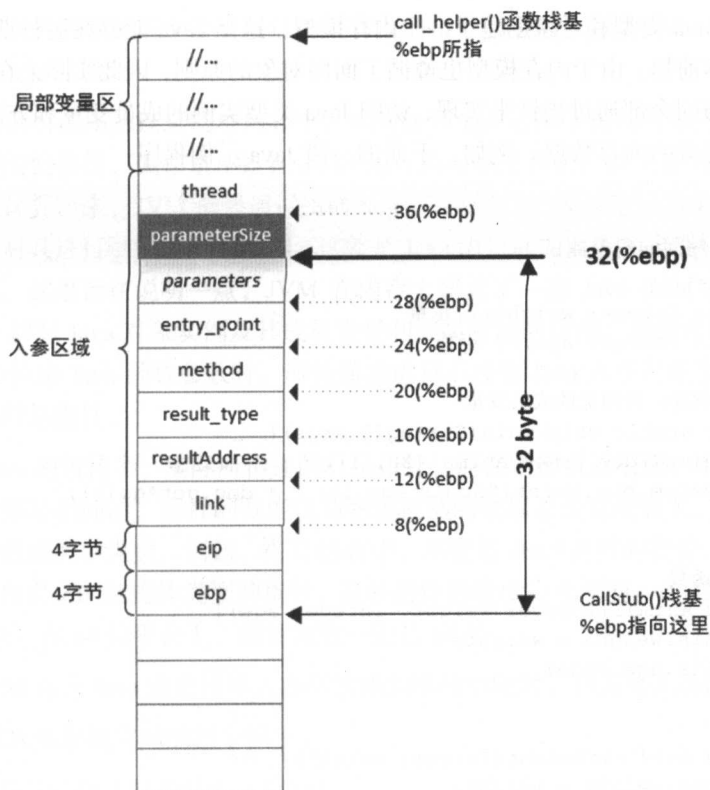 call_helper()函数栈基
%ebp所指
//...
//...
局部变量区
//...
thread
36(%ebp)
parameterSize
32(%ebp)
parameters
28(%ebp)
entry_point
入参区域
24(%ebp)
method
20(%ebp)
result_type
16(%ebp)
32 byte
resultAddress
12(%ebp)
link
8(%ebp)
4字节
eip
4字节
ebp
CallStub()栈基
%ebp指向这里